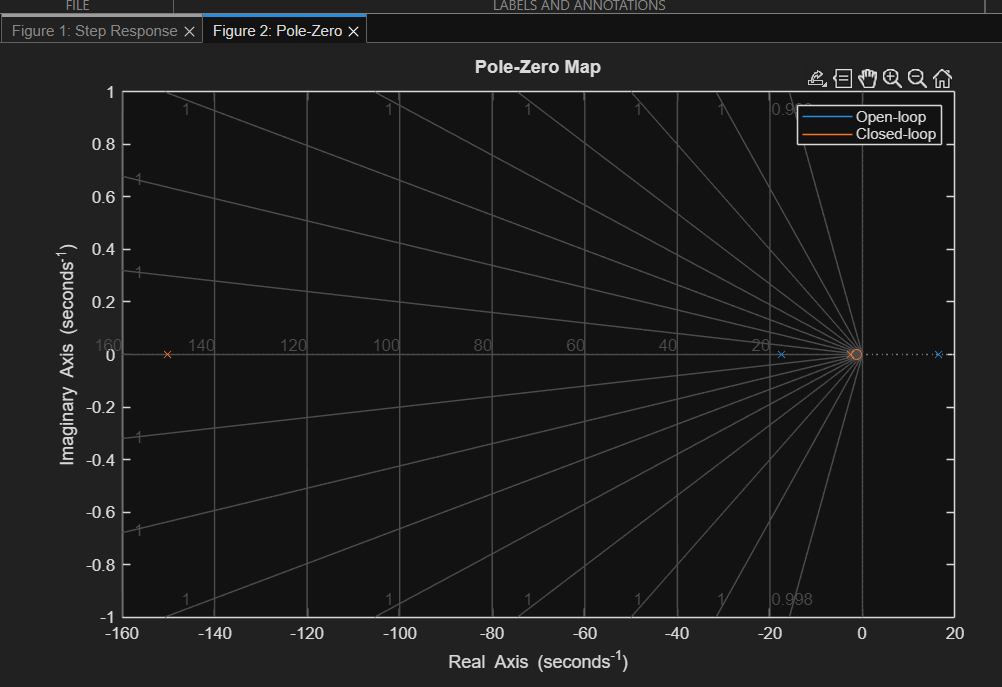 FILE
LABELS AND ANNOTATIONS
Figure 1: Step Response
Figure 2: Pole-Zero
Pole-Zero Map
Open-loop
Closed-loop
Imaginary Axis (seconds-1)
1
0.8
0.6
0.4
0.2
0
-0.2
-0.4
-0.6
-0.8
-1
1 1 1 1 1
1
1
160 140 120 100 80 60 40 20
1
1
1 1 1 1 1 0.998
-160 -140 -120 -100 -80 -60 -40 -20 0 20
Real Axis (seconds-1)